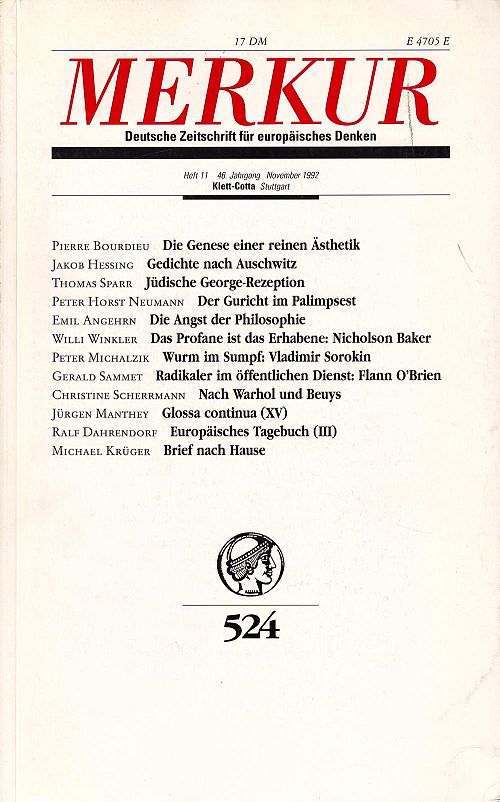 17 DM E 4705 E
MERKUR
Deutsche Zeitschrift für europäisches Denken
Heft 11 46. Jahrgang November 1992
Klett-Cotta Stuttgart
PIERRE BOURDIEU Die Genese einer reinen Ästhetik
JAKOB HESSING Gedichte nach Auschwitz
THOMAS SPARR Jüdische George-Rezeption
PETER HORST NEUMANN Der Guricht im Palimpsest
EMIL ANGEHRN Die Angst der Philosophie
WILLI WINKLER Das Profane ist das Erhabene: Nicholson Baker
PETER MICHALZIK Wurm im Sumpf: Vladimir Sorokin
GERALD SAMMET Radikaler im öffentlichen Dienst: Flann O'Brien
CHRISTINE SCHERRMANN Nach Warhol und Beuys
JÜRGEN MANTHEY Glossa continua (XV)
RALF DAHRENDORF Europäisches Tagebuch (III)
MICHAEL KRÜGER Brief nach Hause
524